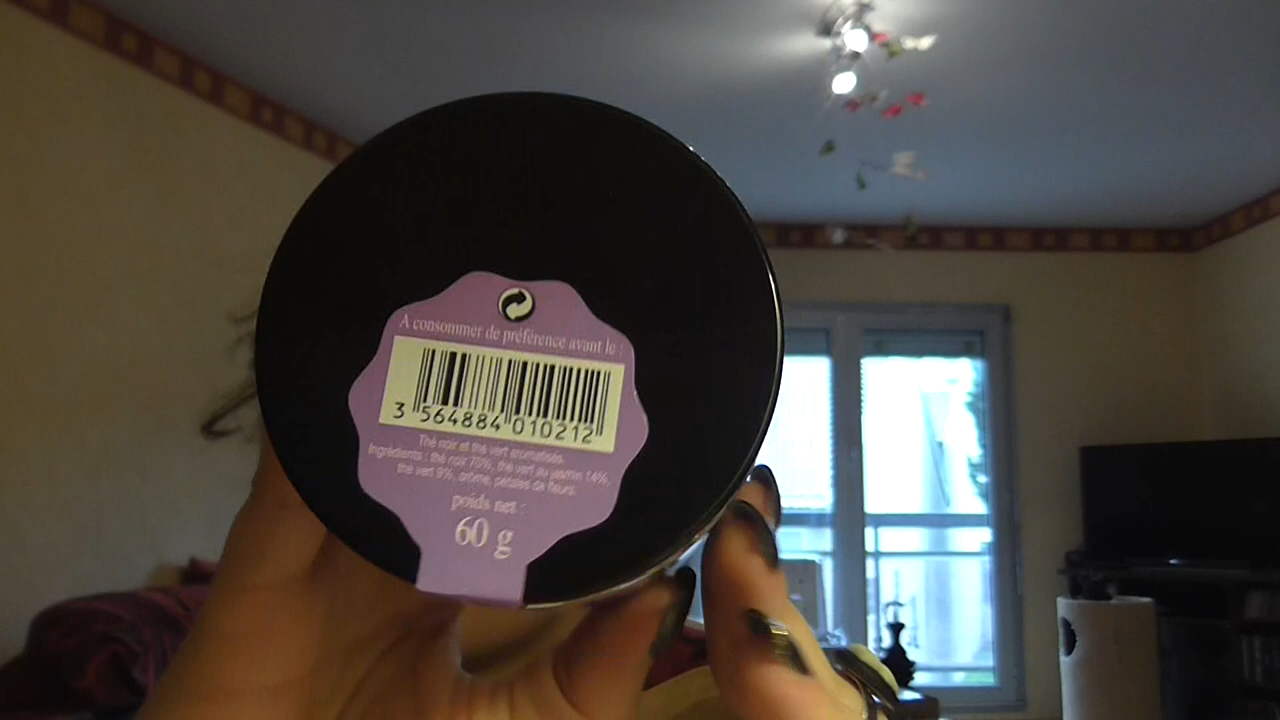 A consommer de préférence avant le :
3 564884 010212
Thé noir et thé vert aromatisés.
Ingrédients : thé noir 75%, thé vert au jasmin 14%,
thé vert 9%, arôme, pétales de fleurs.
poids net :
60 g